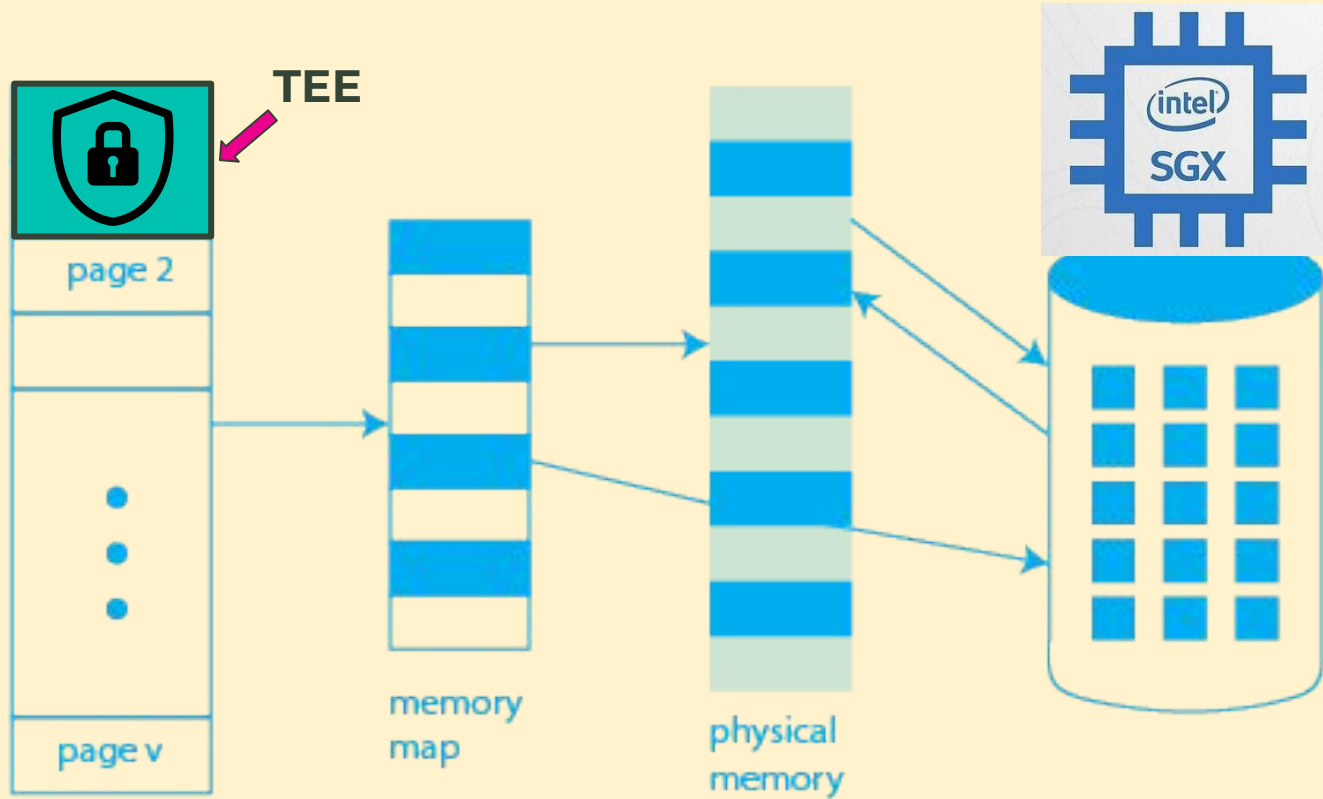 TEE
intel
SGX
page 2
page v
memory
map
physical
memory